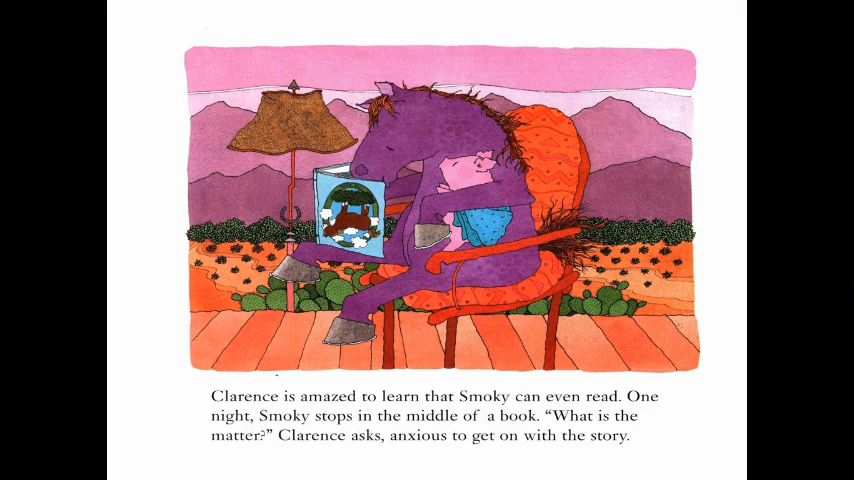 Clarence is amazed to learn that Smoky can even read. One
night, Smoky stops in the middle of a book. “What is the
matter?” Clarence asks, anxious to get on with the story.